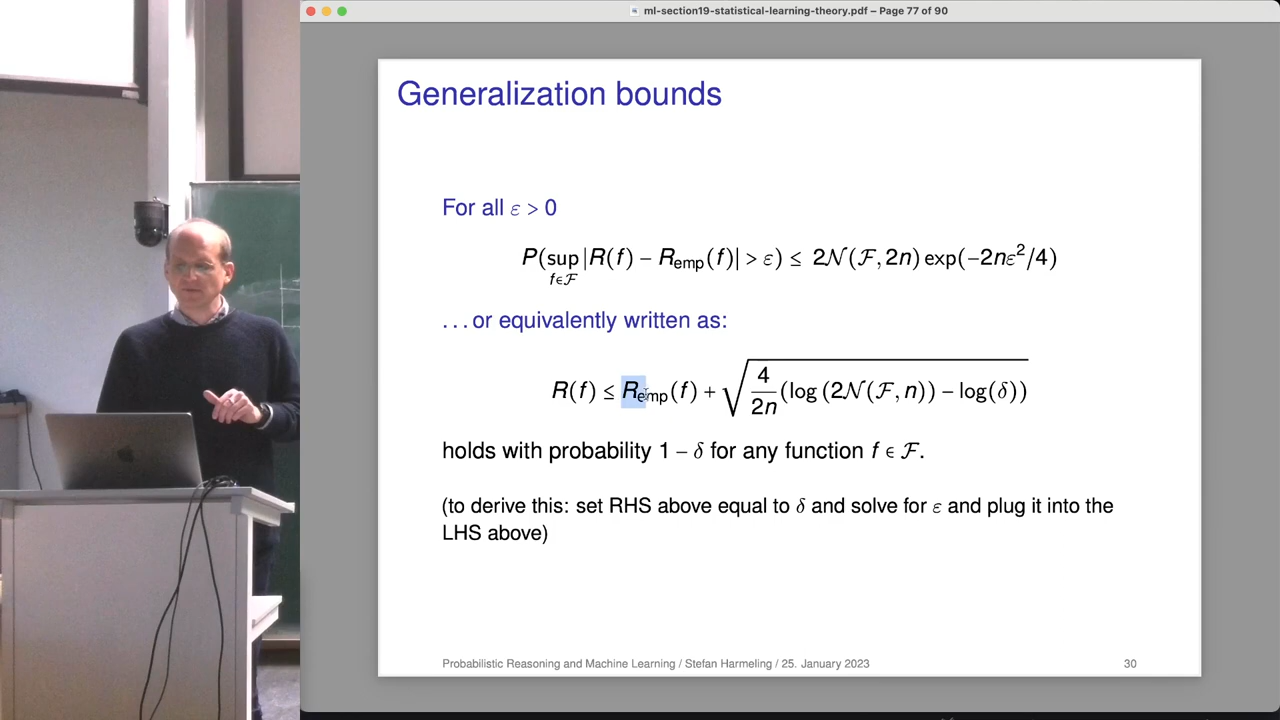 ml-section19-statistical-learning-theory.pdf – Page 77 of 90
Generalization bounds
For all ε > 0
P(sup f∈𝓕 |R(f) − R_emp(f)| > ε) ≤ 2𝒩(𝓕, 2n) exp(−2nε²/4)
...or equivalently written as:
R(f) ≤ R_emp(f) + √(4/2n (log (2𝒩(𝓕, n)) − log(δ)))
holds with probability 1 − δ for any function f ∈ 𝓕.
(to derive this: set RHS above equal to δ and solve for ε and plug it into the
LHS above)
Probabilistic Reasoning and Machine Learning / Stefan Harmeling / 25. January 2023
30